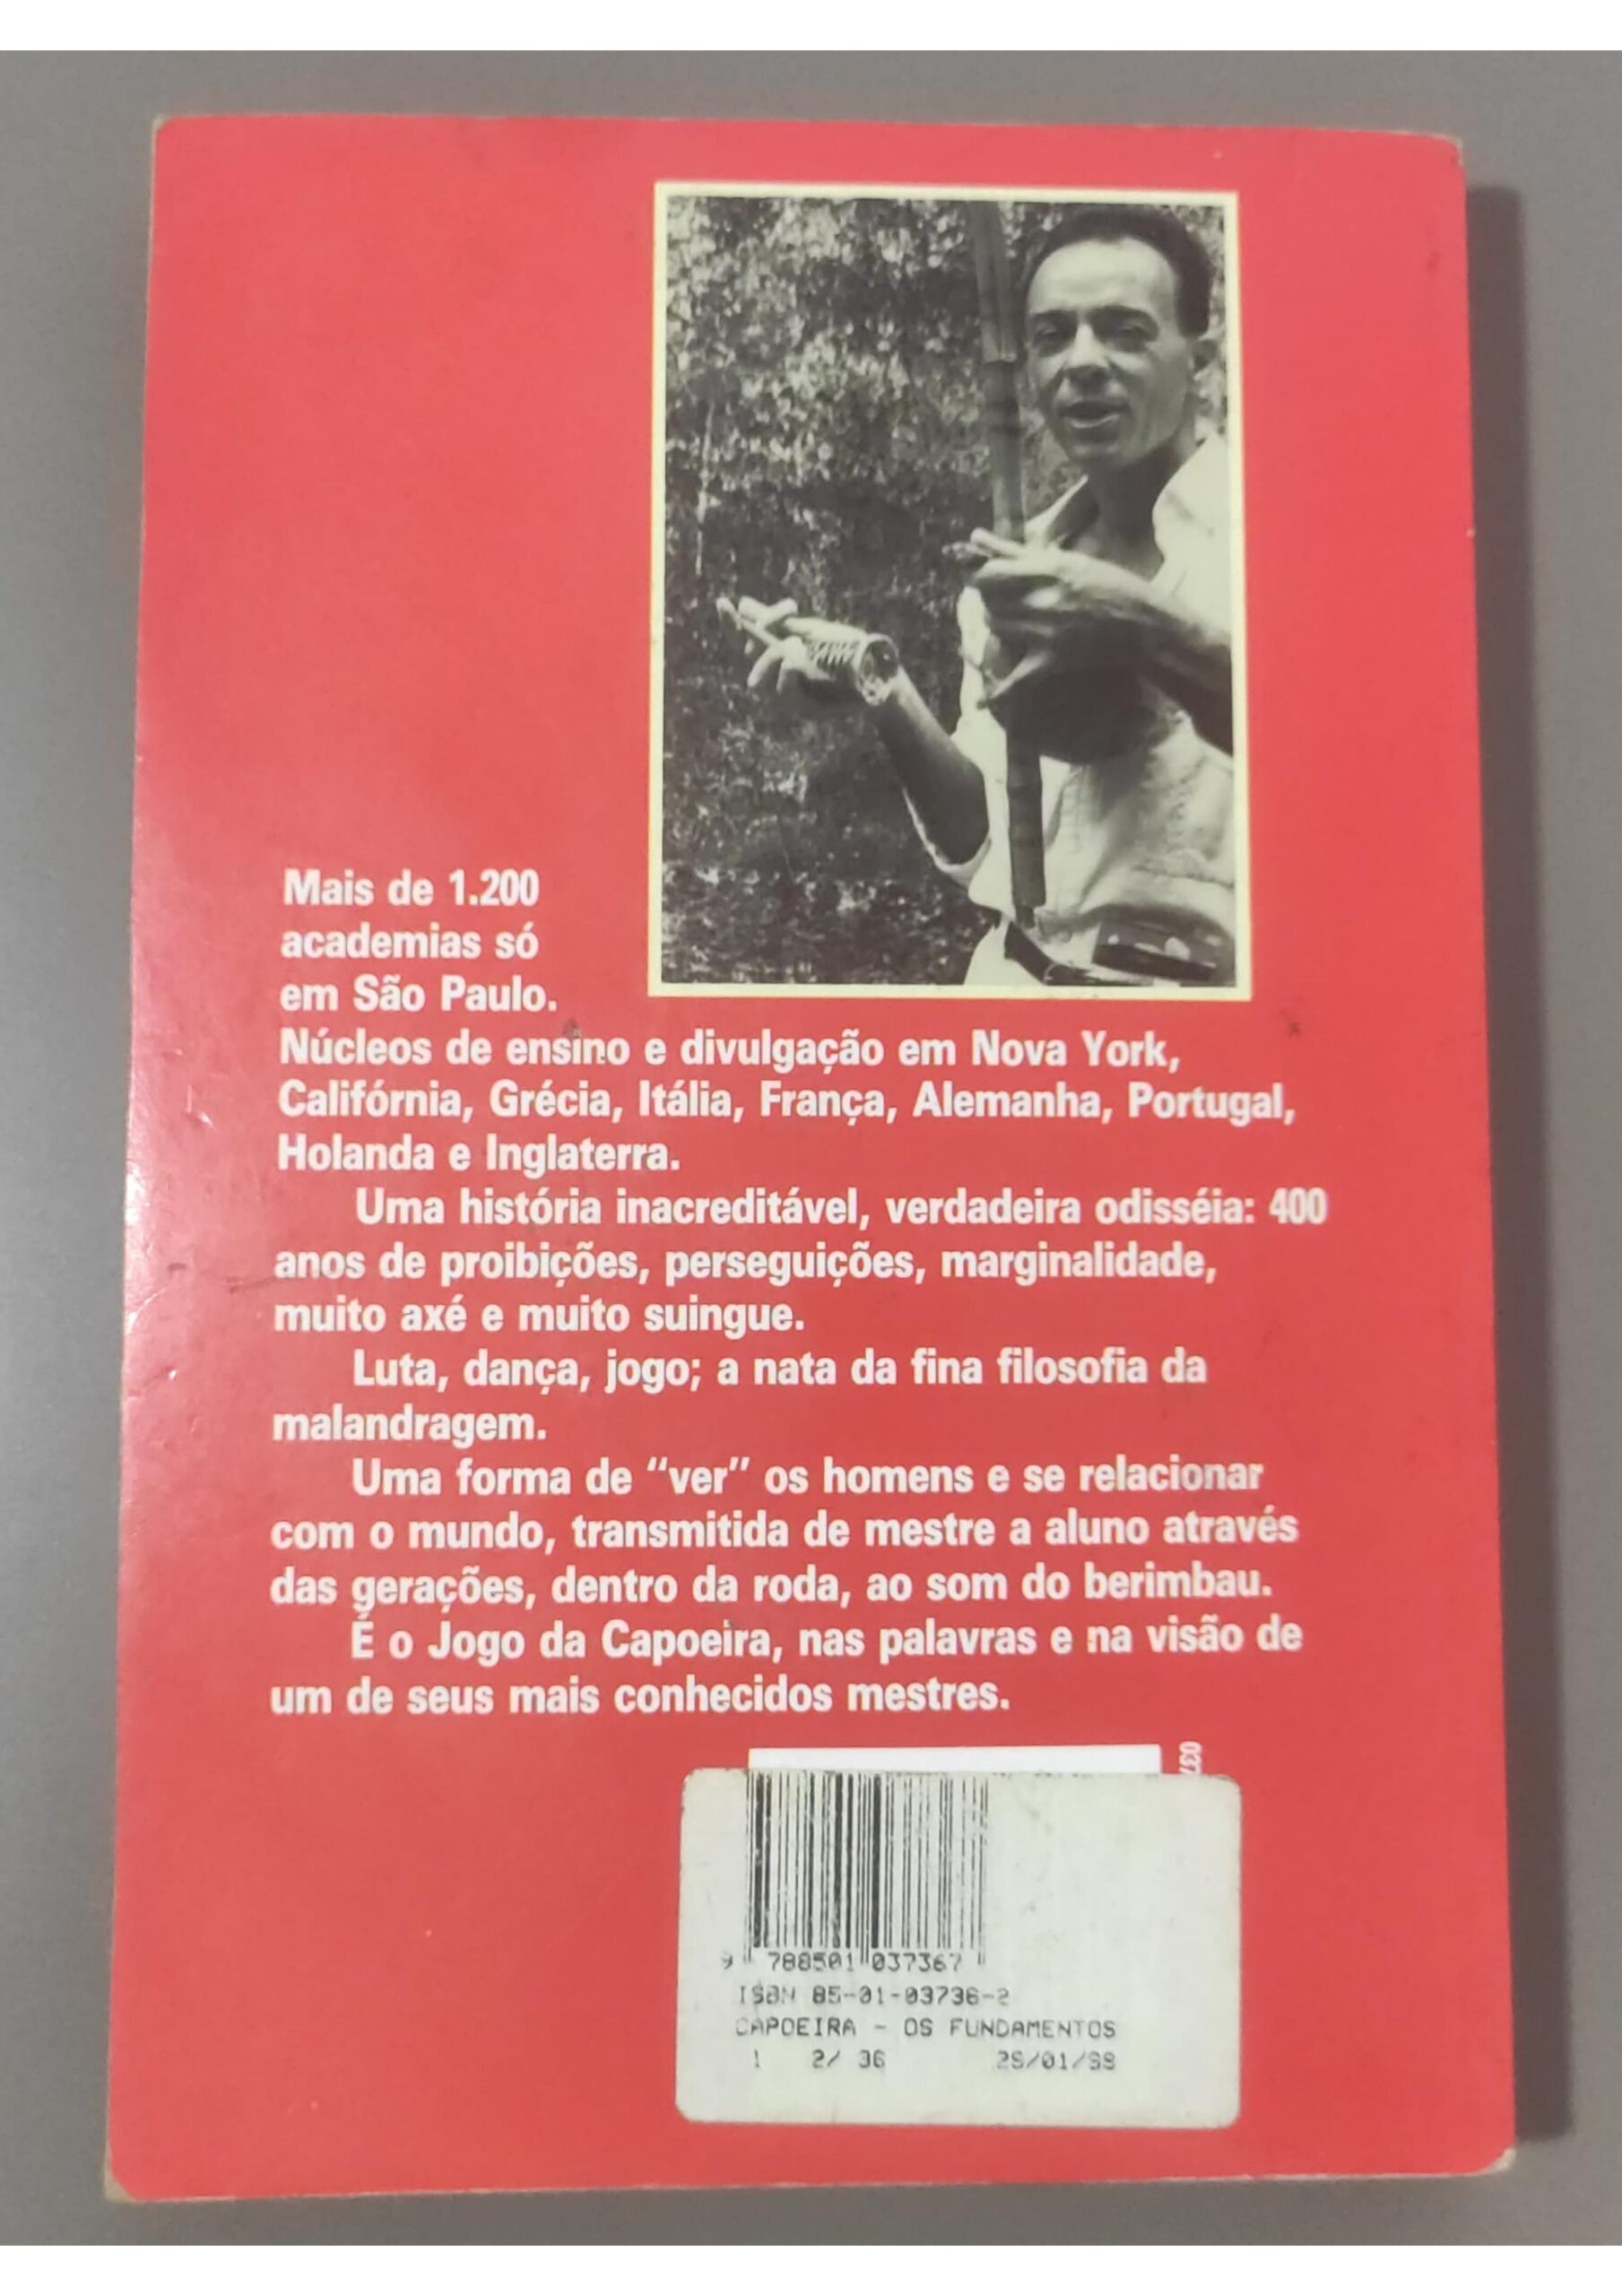 Mais de 1.200
academias só
em São Paulo.
Núcleos de ensino e divulgação em Nova York,
Califórnia, Grécia, Itália, França, Alemanha, Portugal,
Holanda e Inglaterra.
Uma história inacreditável, verdadeira odisséia: 400
anos de proibições, perseguições, marginalidade,
muito axé e muito suingue.
Luta, dança, jogo; a nata da fina filosofia da
malandragem.
Uma forma de “ver” os homens e se relacionar
com o mundo, transmitida de mestre a aluno através
das gerações, dentro da roda, ao som do berimbau.
É o Jogo da Capoeira, nas palavras e na visão de
um de seus mais conhecidos mestres.
037
9 788501 037367
ISBN 85-01-03736-2
CAPOEIRA - OS FUNDAMENTOS
1 2/ 36